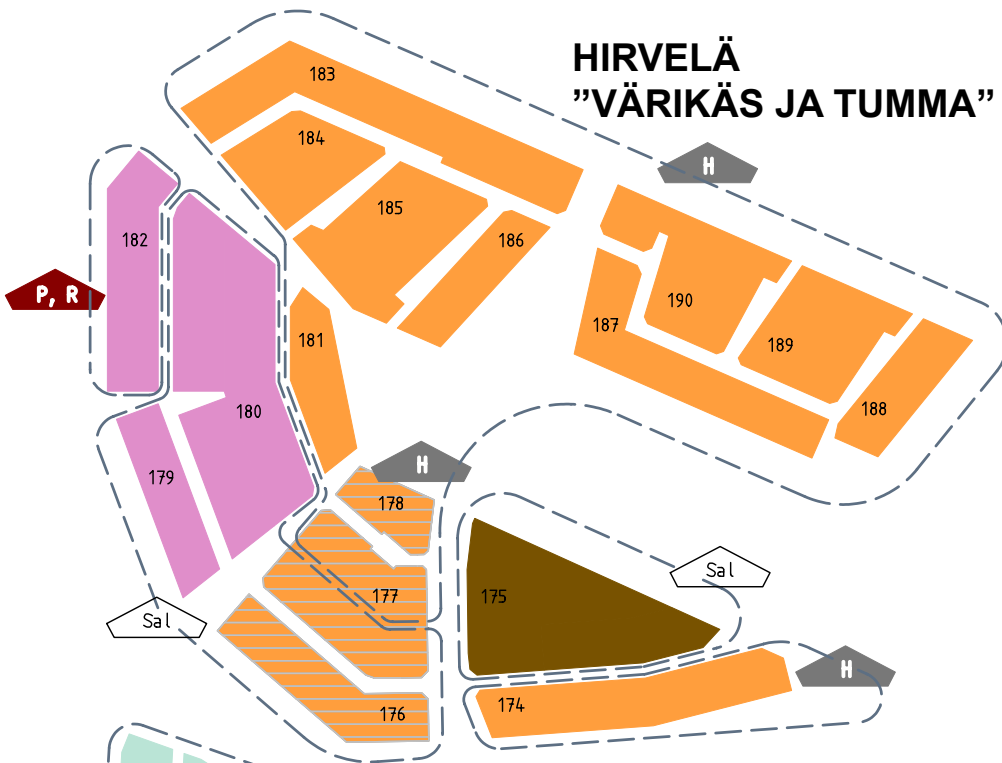 HIRVELÄ
”VÄRIKÄS JA TUMMA”
183
184
H
185
182
186
P, R
190
187
181
189
180
188
H
179
178
Sal
175
177
Sal
H
174
176